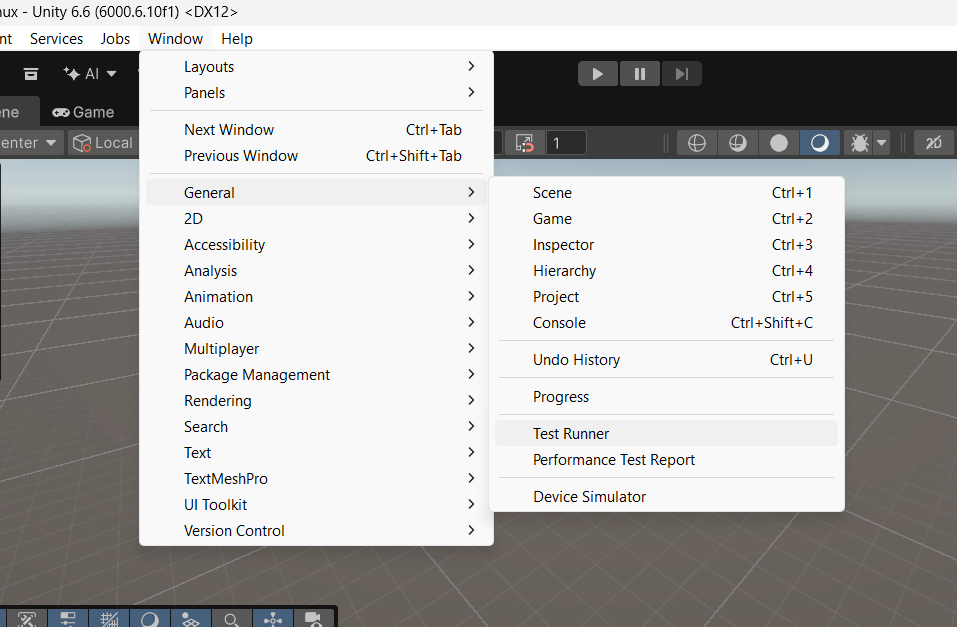 nux - Unity 6.6 (6000.6.10f1) <DX12>
nt Services Jobs Window Help
AI
ne Game
enter Local
1
2D
Layouts
Panels
Next Window Ctrl+Tab
Previous Window Ctrl+Shift+Tab
General
2D
Accessibility
Analysis
Animation
Audio
Multiplayer
Package Management
Rendering
Search
Text
TextMeshPro
UI Toolkit
Version Control
Scene Ctrl+1
Game Ctrl+2
Inspector Ctrl+3
Hierarchy Ctrl+4
Project Ctrl+5
Console Ctrl+Shift+C
Undo History Ctrl+U
Progress
Test Runner
Performance Test Report
Device Simulator